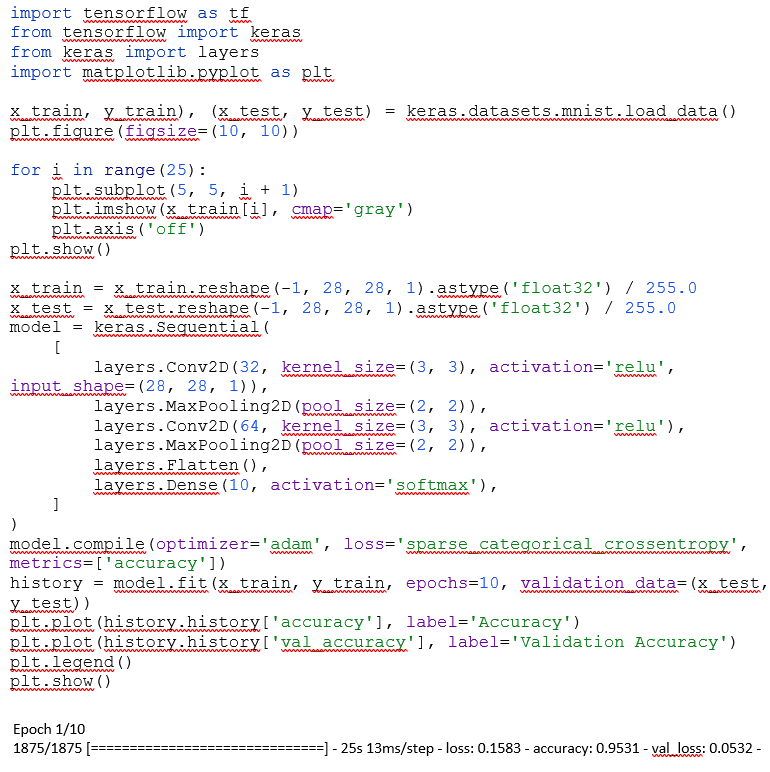 import tensorflow as tf
from tensorflow import keras
from keras import layers
import matplotlib.pyplot as plt

x_train, y_train), (x_test, y_test) = keras.datasets.mnist.load_data()
plt.figure(figsize=(10, 10))

for i in range(25):
    plt.subplot(5, 5, i + 1)
    plt.imshow(x_train[i], cmap='gray')
    plt.axis('off')
plt.show()

x_train = x_train.reshape(-1, 28, 28, 1).astype('float32') / 255.0
x_test = x_test.reshape(-1, 28, 28, 1).astype('float32') / 255.0
model = keras.Sequential(
    [
        layers.Conv2D(32, kernel_size=(3, 3), activation='relu',
input_shape=(28, 28, 1)),
        layers.MaxPooling2D(pool_size=(2, 2)),
        layers.Conv2D(64, kernel_size=(3, 3), activation='relu'),
        layers.MaxPooling2D(pool_size=(2, 2)),
        layers.Flatten(),
        layers.Dense(10, activation='softmax'),
    ]
)
model.compile(optimizer='adam', loss='sparse_categorical_crossentropy',
metrics=['accuracy'])
history = model.fit(x_train, y_train, epochs=10, validation_data=(x_test,
y_test))
plt.plot(history.history['accuracy'], label='Accuracy')
plt.plot(history.history['val_accuracy'], label='Validation Accuracy')
plt.legend()
plt.show()

Epoch 1/10
1875/1875 [==============================] - 25s 13ms/step - loss: 0.1583 - accuracy: 0.9531 - val_loss: 0.0532 -